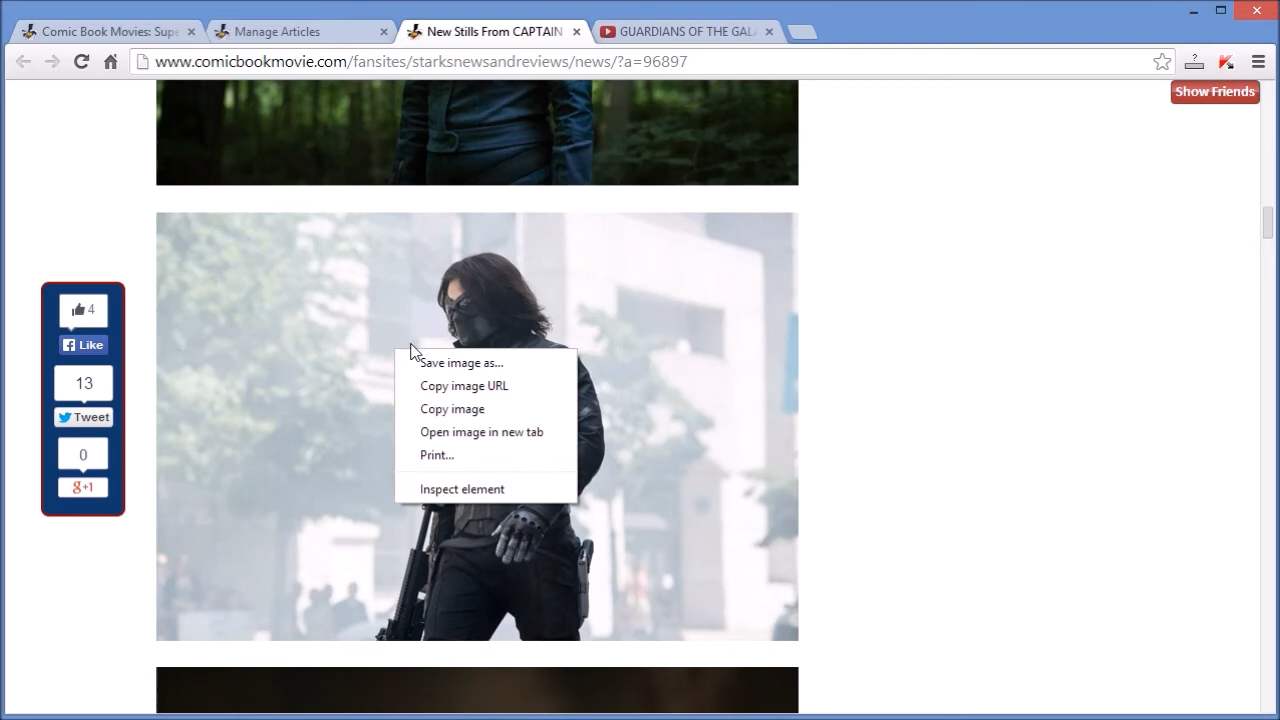 Comic Book Movies: Supe
Manage Articles
New Stills From CAPTAIN
GUARDIANS OF THE GALA
www.comicbookmovie.com/fansites/starksnewsandreviews/news/?a=96897
Show Friends
4
Like
13
Tweet
0
g+1
Save image as...
Copy image URL
Copy image
Open image in new tab
Print...
Inspect element